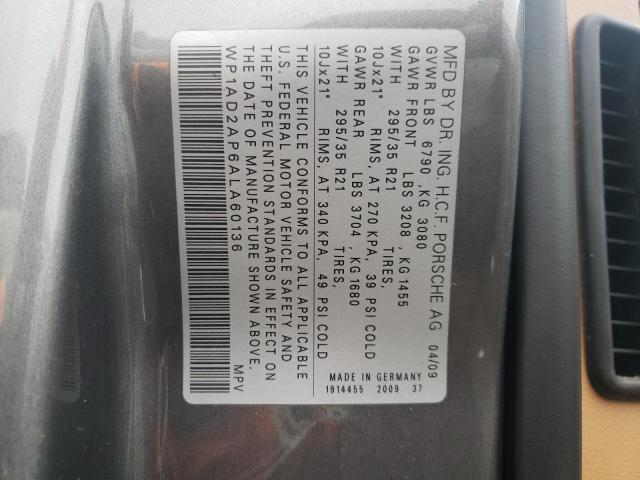 MFD BY DR. ING. H.C.F. PORSCHE AG 04/09
GVWR LBS 6790 ,KG 3080
GAWR FRONT LBS 3208 , KG1455
WITH 295/35 R21 TIRES,
10Jx21" RIMS, AT 270 KPA, 39 PSI COLD
GAWR REAR LBS 3704 , KG1680
WITH 295/35 R21 TIRES,
10Jx21" RIMS, AT 340 KPA, 49 PSI COLD
THIS VEHICLE CONFORMS TO ALL APPLICABLE
U.S. FEDERAL MOTOR VEHICLE SAFETY AND
THEFT PREVENTION STANDARDS IN EFFECT ON
THE DATE OF MANUFACTURE SHOWN ABOVE.
WP1AD2AP6ALA60136 MPV
MADE IN GERMANY
1914455 2009 37